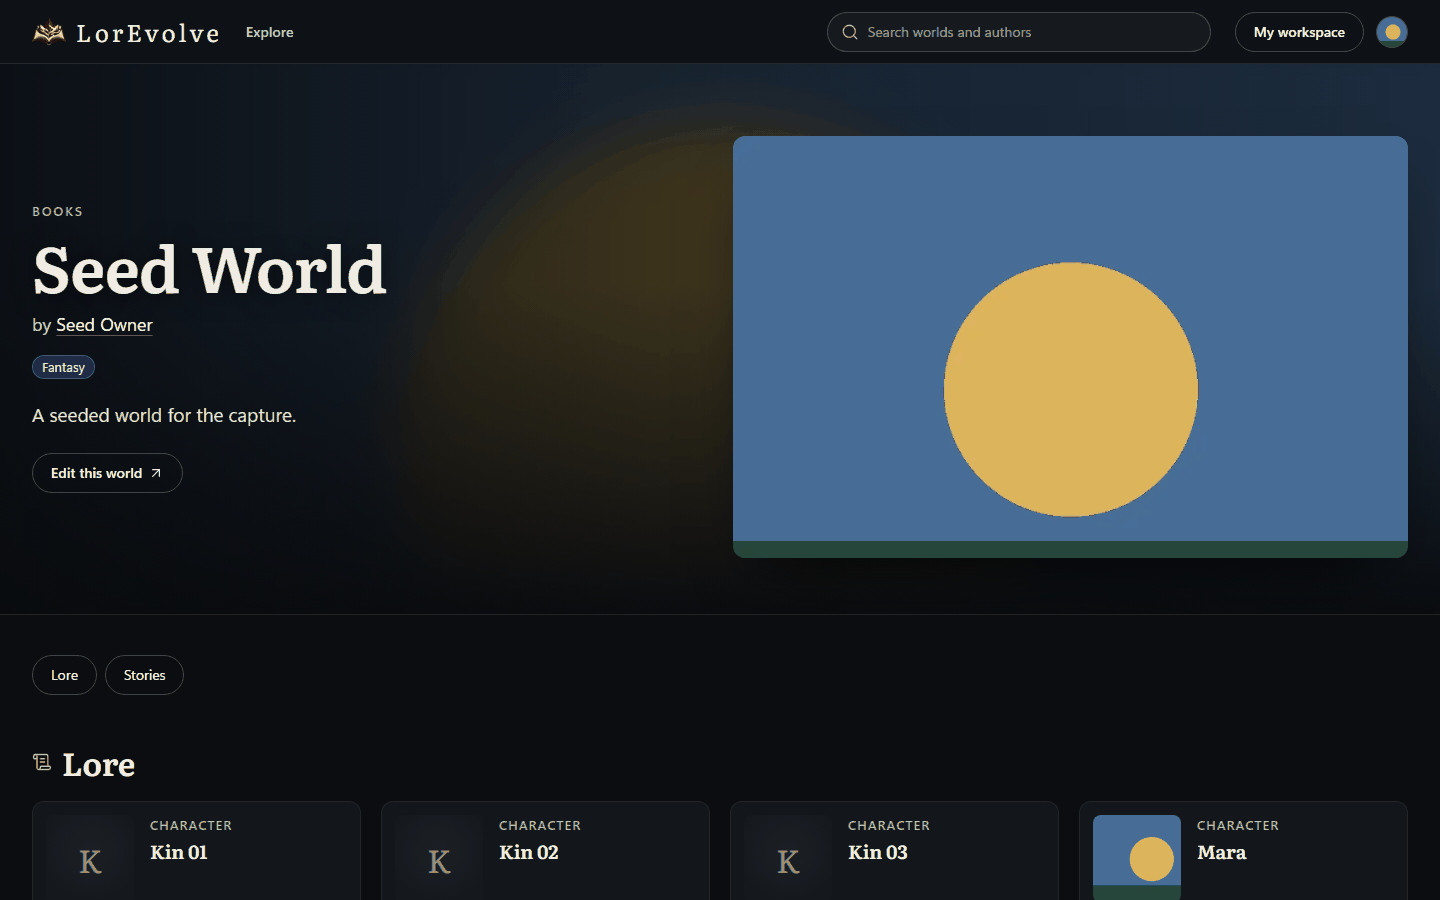 LorEvolve
Explore
Search worlds and authors
My workspace
BOOKS
Seed World
by Seed Owner
Fantasy
A seeded world for the capture.
Edit this world
Lore
Stories
Lore
K
CHARACTER
Kin 01
K
CHARACTER
Kin 02
K
CHARACTER
Kin 03
CHARACTER
Mara